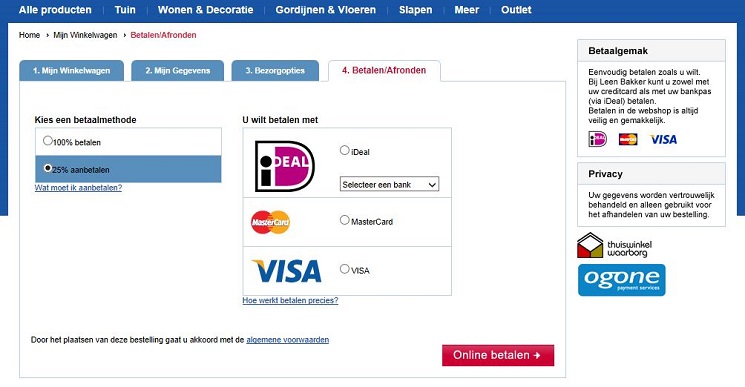 Alle producten Tuin Wonen & Decoratie Gordijnen & Vloeren Slapen Meer Outlet
Home › Mijn Winkelwagen › Betalen/Afronden
1. Mijn Winkelwagen 2. Mijn Gegevens 3. Bezorgopties 4. Betalen/Afronden
Kies een betaalmethode
100% betalen
25% aanbetalen
Wat moet ik aanbetalen?
U wilt betalen met
iDEAL
iDeal
Selecteer een bank
MasterCard
MasterCard
VISA
VISA
Hoe werkt betalen precies?
Door het plaatsen van deze bestelling gaat u akkoord met de algemene voorwaarden
Online betalen
Betaalgemak
Eenvoudig betalen zoals u wilt.
Bij Leen Bakker kunt u zowel met
uw creditcard als met uw bankpas
(via iDeal) betalen.
Betalen in de webshop is altijd
veilig en gemakkelijk.
iDEAL MasterCard VISA
Privacy
Uw gegevens worden vertrouwelijk
behandeld en alleen gebruikt voor
het afhandelen van uw bestelling.
thuiswinkel
waarborg
ogone
payment services